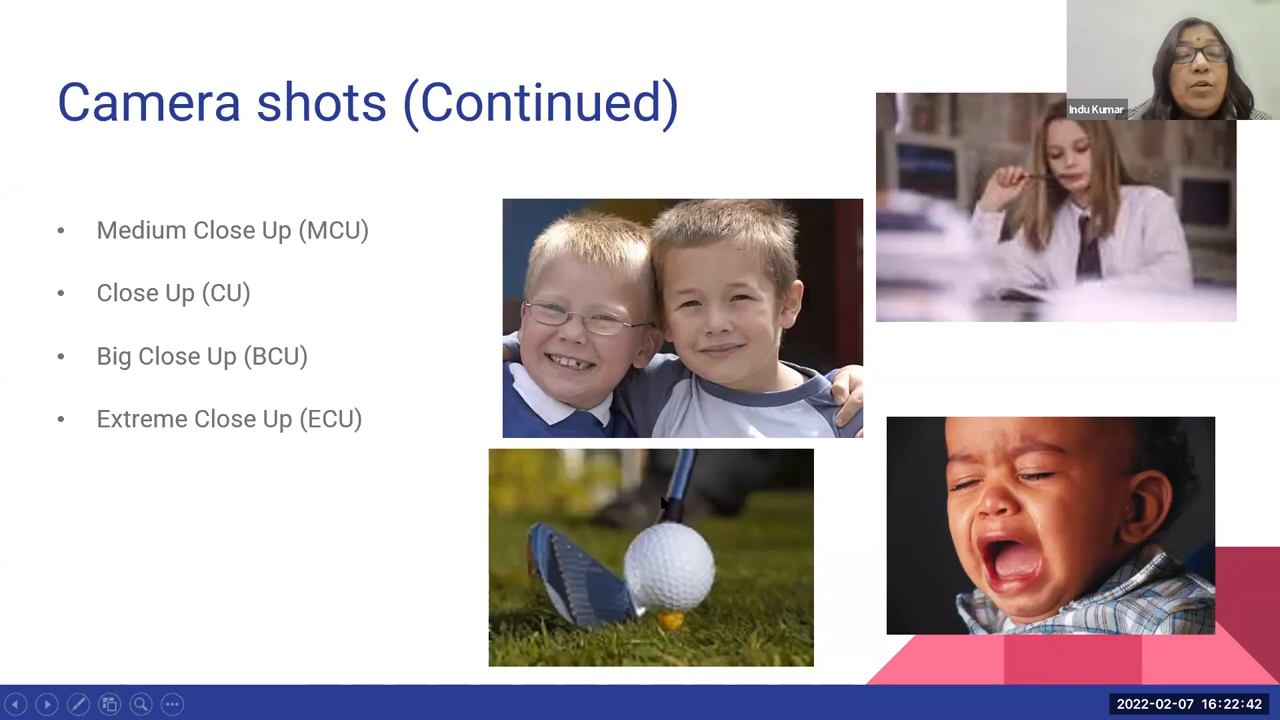 Camera shots (Continued)
Indu Kumar
• Medium Close Up (MCU)
• Close Up (CU)
• Big Close Up (BCU)
• Extreme Close Up (ECU)
2022-02-07 16:22:42